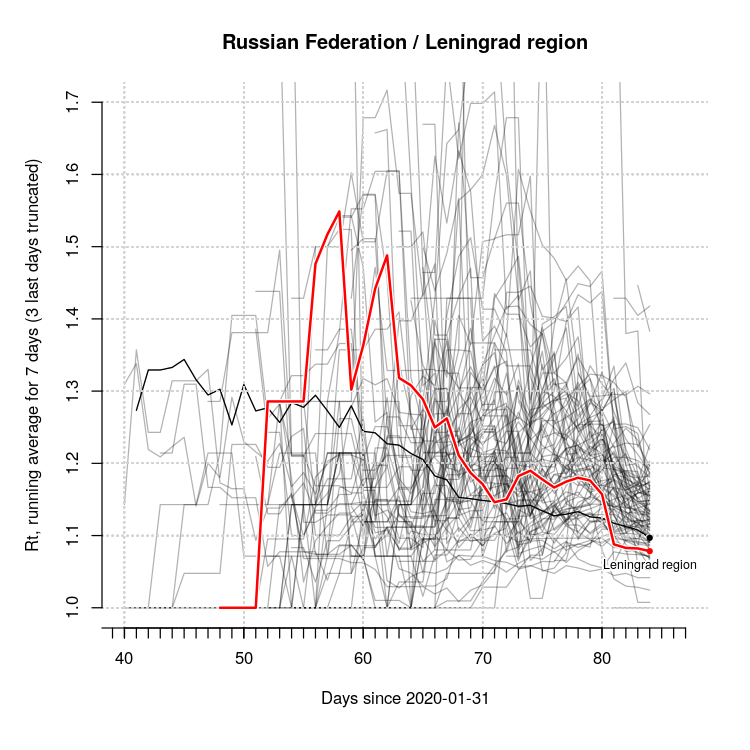 Russian Federation / Leningrad region
Rt, running average for 7 days (3 last days truncated)
1.7
1.6
1.5
1.4
1.3
1.2
1.1
1.0
Leningrad region
40 50 60 70 80
Days since 2020-01-31